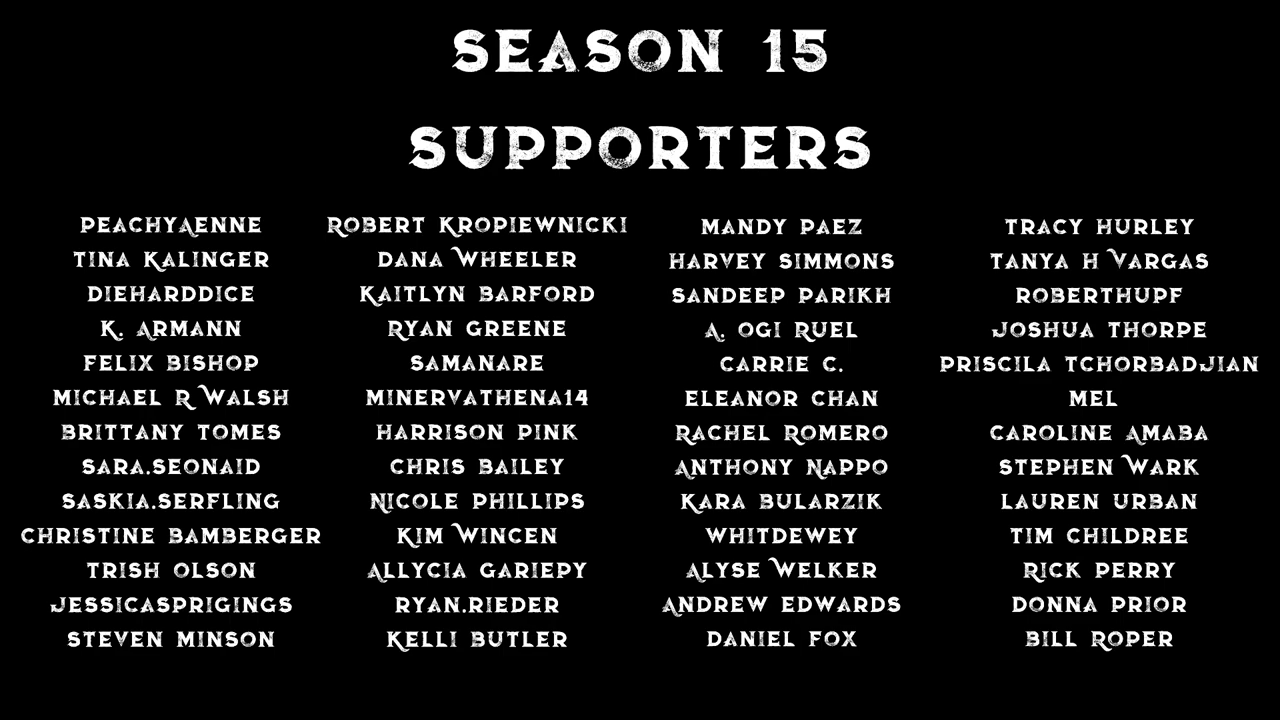 SEASON 15
SUPPORTERS
PEACHYAENNE
TINA KALINGER
DIEHARDDICE
K. ARMANN
FELIX BISHOP
MICHAEL R WALSH
BRITTANY TOMES
SARA.SEONAID
SASKIA.SERFLING
CHRISTINE BAMBERGER
TRISH OLSON
JESSICASPRIGINGS
STEVEN MINSON
ROBERT KROPIEWNICKI
DANA WHEELER
KAITLYN BARFORD
RYAN GREENE
SAMANARE
MINERVATHENA14
HARRISON PINK
CHRIS BAILEY
NICOLE PHILLIPS
KIM WINCEN
ALLYCIA GARIEPY
RYAN.RIEDER
KELLI BUTLER
MANDY PAEZ
HARVEY SIMMONS
SANDEEP PARIKH
A. OGI RUEL
CARRIE C.
ELEANOR CHAN
RACHEL ROMERO
ANTHONY NAPPO
KARA BULARZIK
WHITDEWEY
ALYSE WELKER
ANDREW EDWARDS
DANIEL FOX
TRACY HURLEY
TANYA H VARGAS
ROBERTHUPF
JOSHUA THORPE
PRISCILA TCHORBADJIAN
MEL
CAROLINE AMABA
STEPHEN WARK
LAUREN URBAN
TIM CHILDREE
RICK PERRY
DONNA PRIOR
BILL ROPER